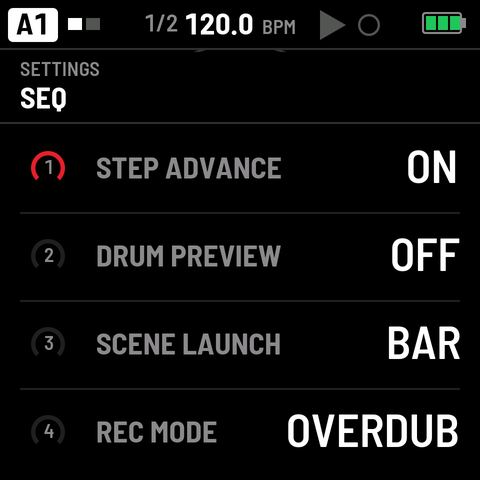 A1 1/2 120.0 BPM
SETTINGS
SEQ
1 STEP ADVANCE ON
2 DRUM PREVIEW OFF
3 SCENE LAUNCH BAR
4 REC MODE OVERDUB